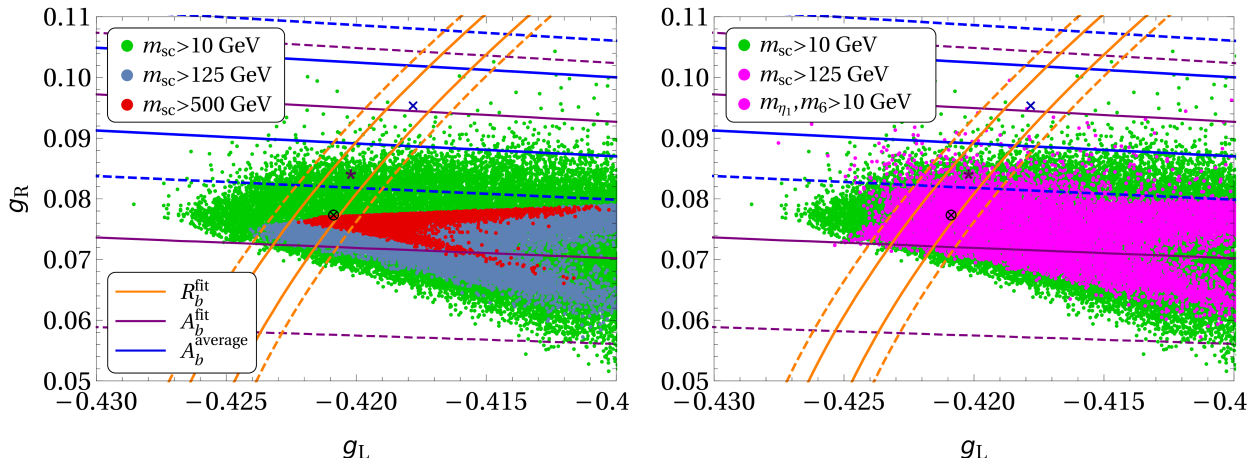 0.11
0.10
0.09
0.08
0.07
0.06
0.05
g_R
m_sc>10 GeV
m_sc>125 GeV
m_sc>500 GeV
R_b^fit
A_b^fit
A_b^average
−0.430
−0.425
−0.420
−0.415
−0.4
g_L
0.11
0.10
0.09
0.08
0.07
0.06
0.05
m_sc>10 GeV
m_sc>125 GeV
m_η1,m_6>10 GeV
−0.430
−0.425
−0.420
−0.415
−0.4
g_L